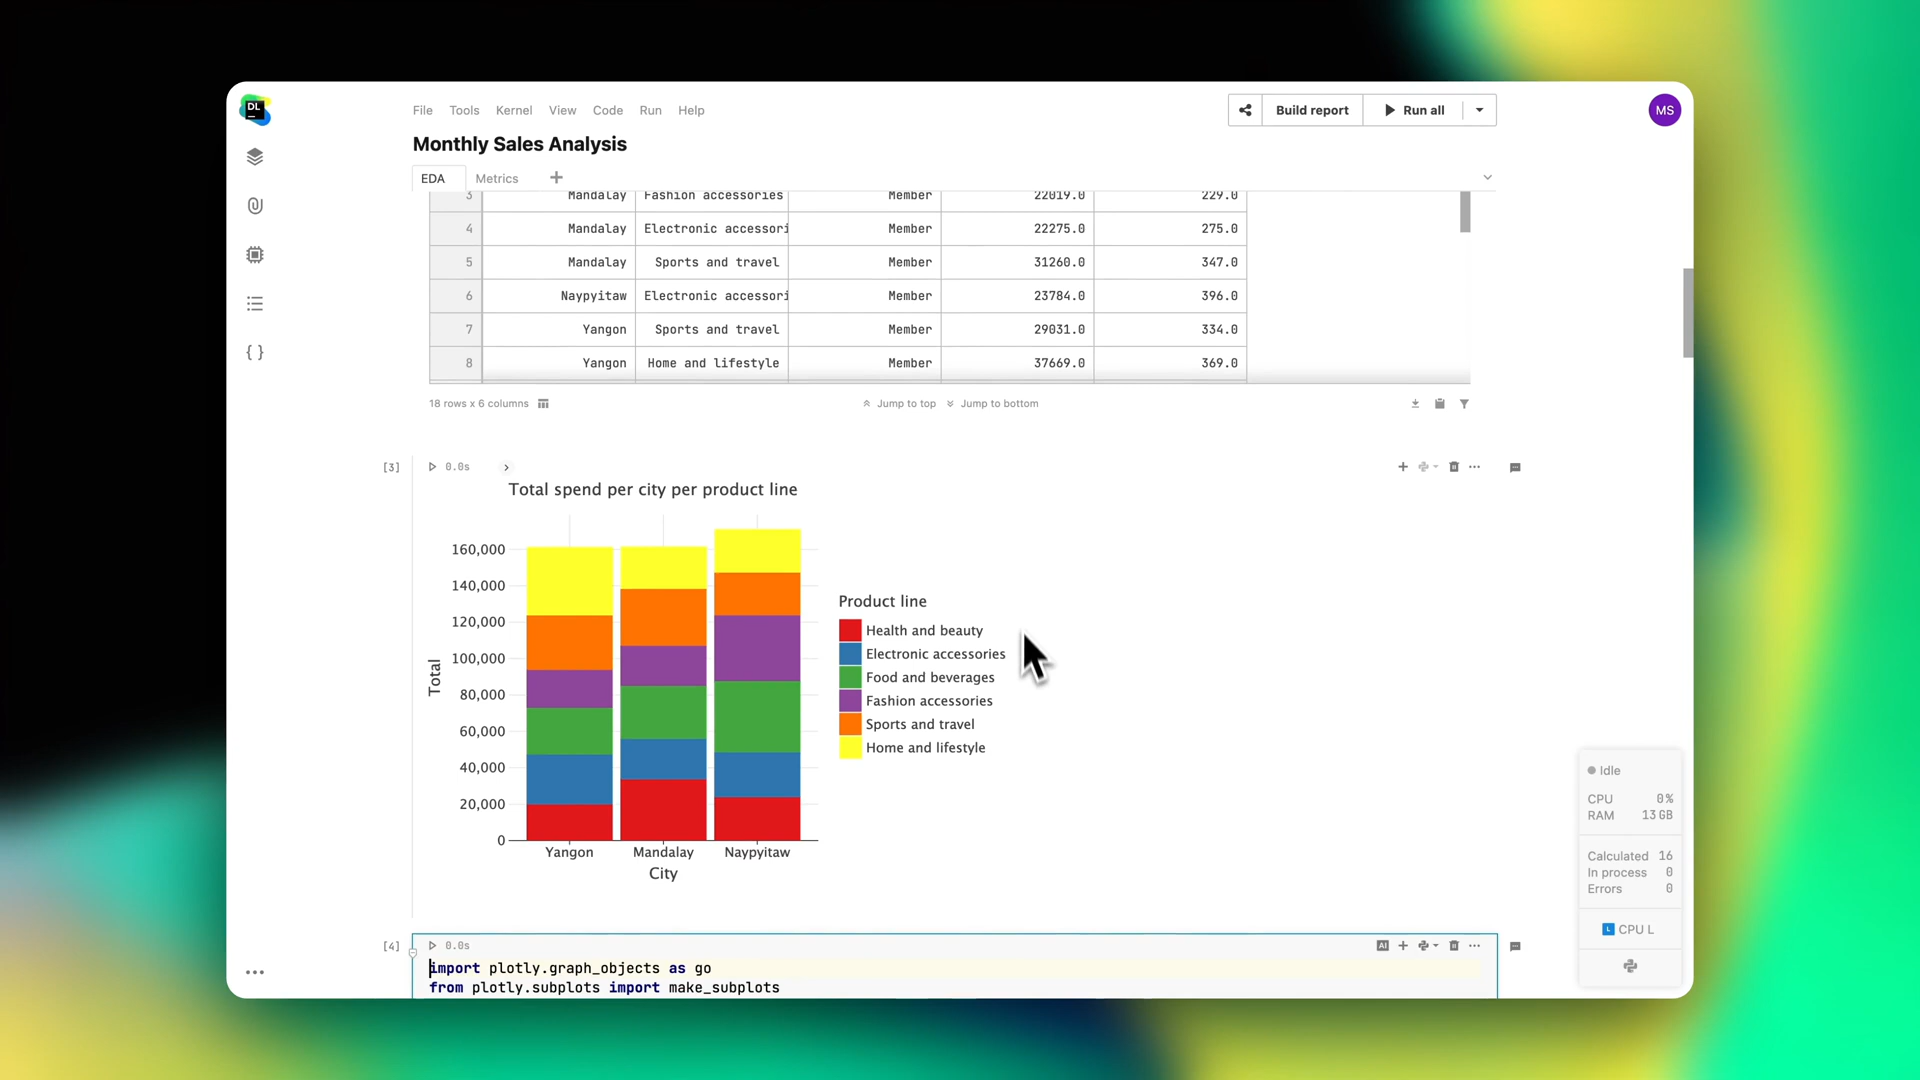 DL
File Tools Kernel View Code Run Help
Build report
Run all
MS
Monthly Sales Analysis
EDA Metrics
3 Mandalay Fashion accessories Member 22019.0 229.0
4 Mandalay Electronic accessori Member 22275.0 275.0
5 Mandalay Sports and travel Member 31260.0 347.0
6 Naypyitaw Electronic accessori Member 23784.0 396.0
7 Yangon Sports and travel Member 29031.0 334.0
8 Yangon Home and lifestyle Member 37669.0 369.0
18 rows x 6 columns Jump to top Jump to bottom
[3] 0.0s
Total spend per city per product line
160,000
140,000
120,000
100,000
80,000
60,000
40,000
20,000
0
Total
Yangon Mandalay Naypyitaw
City
Product line
Health and beauty
Electronic accessories
Food and beverages
Fashion accessories
Sports and travel
Home and lifestyle
[4] 0.0s
AI
import plotly.graph_objects as go
from plotly.subplots import make_subplots
Idle
CPU 0%
RAM 13 GB
Calculated 16
In process 0
Errors 0
L CPU L